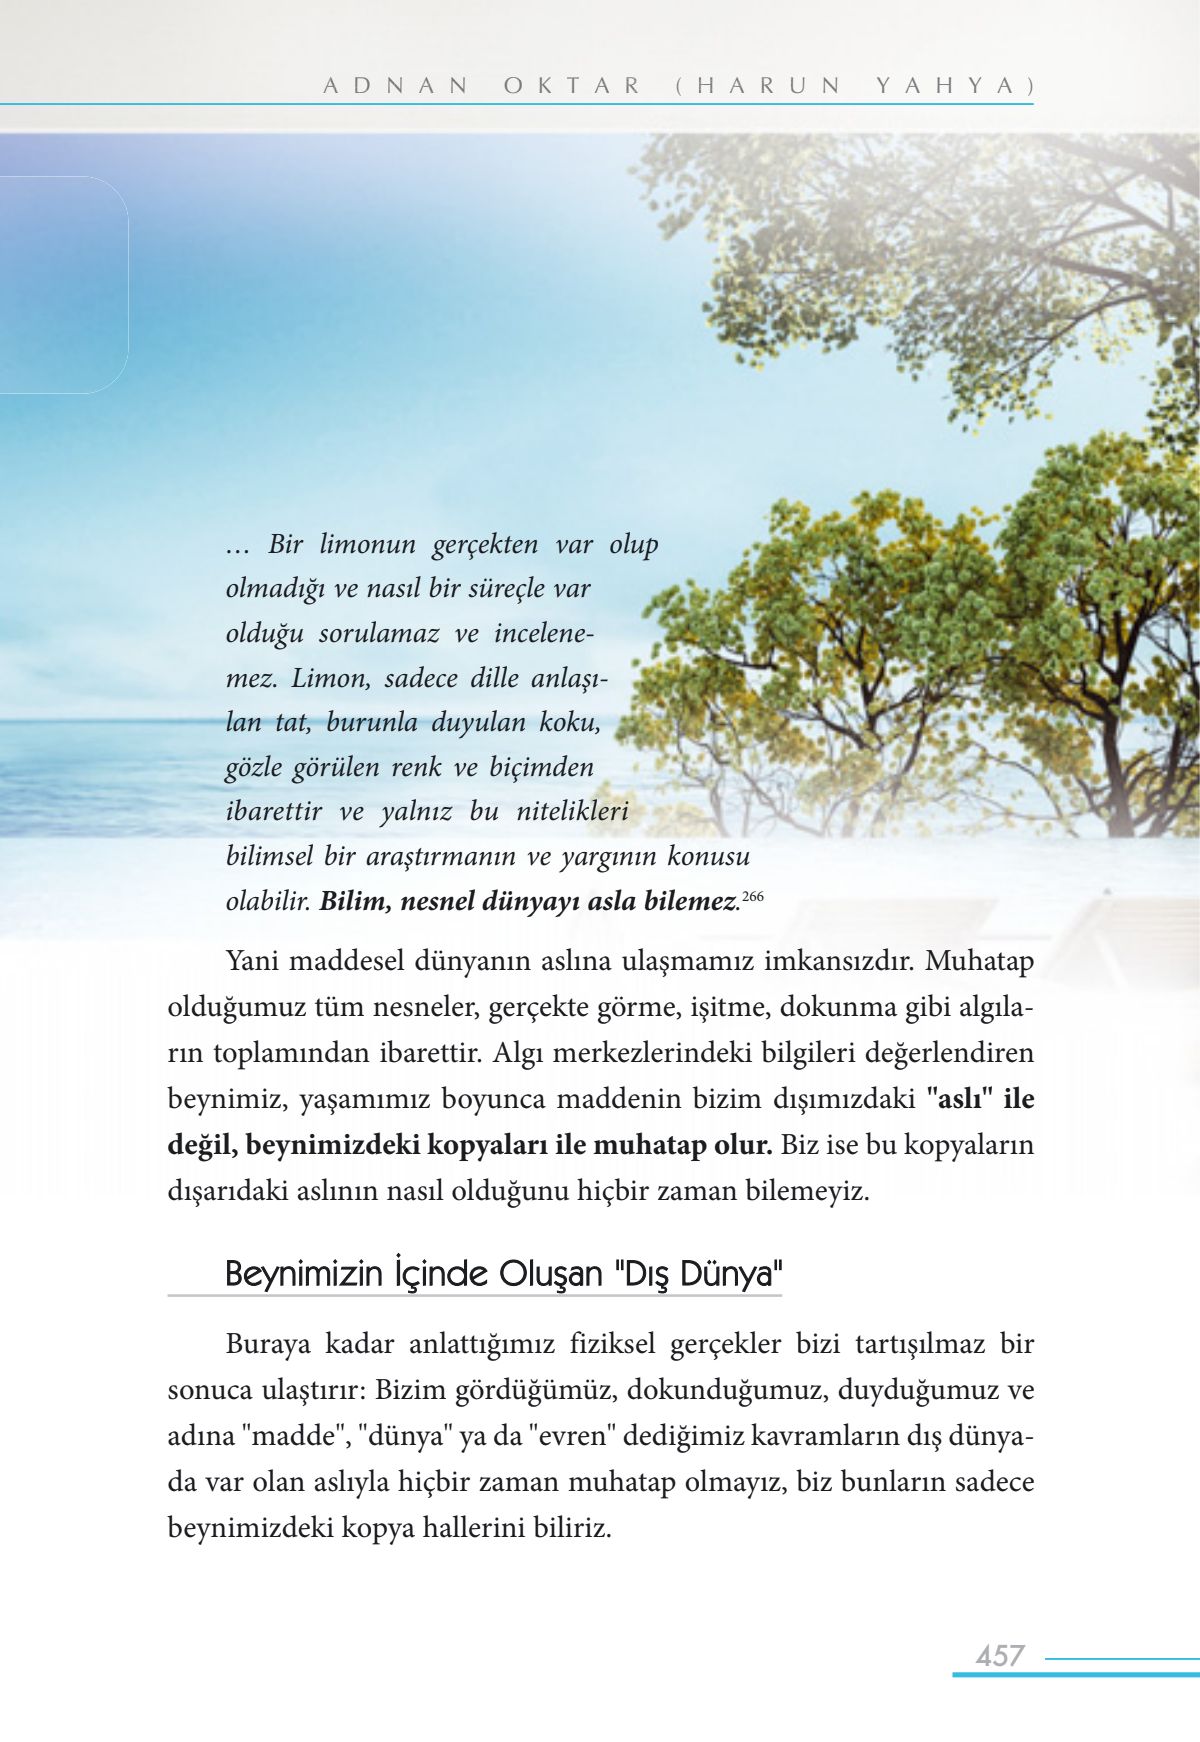 ADNAN OKTAR (HARUN YAHYA)
… Bir limonun gerçekten var olup
olmadığı ve nasıl bir süreçle var
olduğu sorulamaz ve incelene-
mez. Limon, sadece dille anlaşı-
lan tat, burunla duyulan koku,
gözle görülen renk ve biçimden
ibarettir ve yalnız bu nitelikleri
bilimsel bir araştırmanın ve yargının konusu
olabilir. Bilim, nesnel dünyayı asla bilemez.266
Yani maddesel dünyanın aslına ulaşmamız imkansızdır. Muhatap
olduğumuz tüm nesneler, gerçekte görme, işitme, dokunma gibi algıla-
rın toplamından ibarettir. Algı merkezlerindeki bilgileri değerlendiren
beynimiz, yaşamımız boyunca maddenin bizim dışımızdaki "aslı" ile
değil, beynimizdeki kopyaları ile muhatap olur. Biz ise bu kopyaların
dışarıdaki aslının nasıl olduğunu hiçbir zaman bilemeyiz.
Beynimizin İçinde Oluşan "Dış Dünya"
Buraya kadar anlattığımız fiziksel gerçekler bizi tartışılmaz bir
sonuca ulaştırır: Bizim gördüğümüz, dokunduğumuz, duyduğumuz ve
adına "madde", "dünya" ya da "evren" dediğimiz kavramların dış dünya-
da var olan aslıyla hiçbir zaman muhatap olmayız, biz bunların sadece
beynimizdeki kopya hallerini biliriz.
457